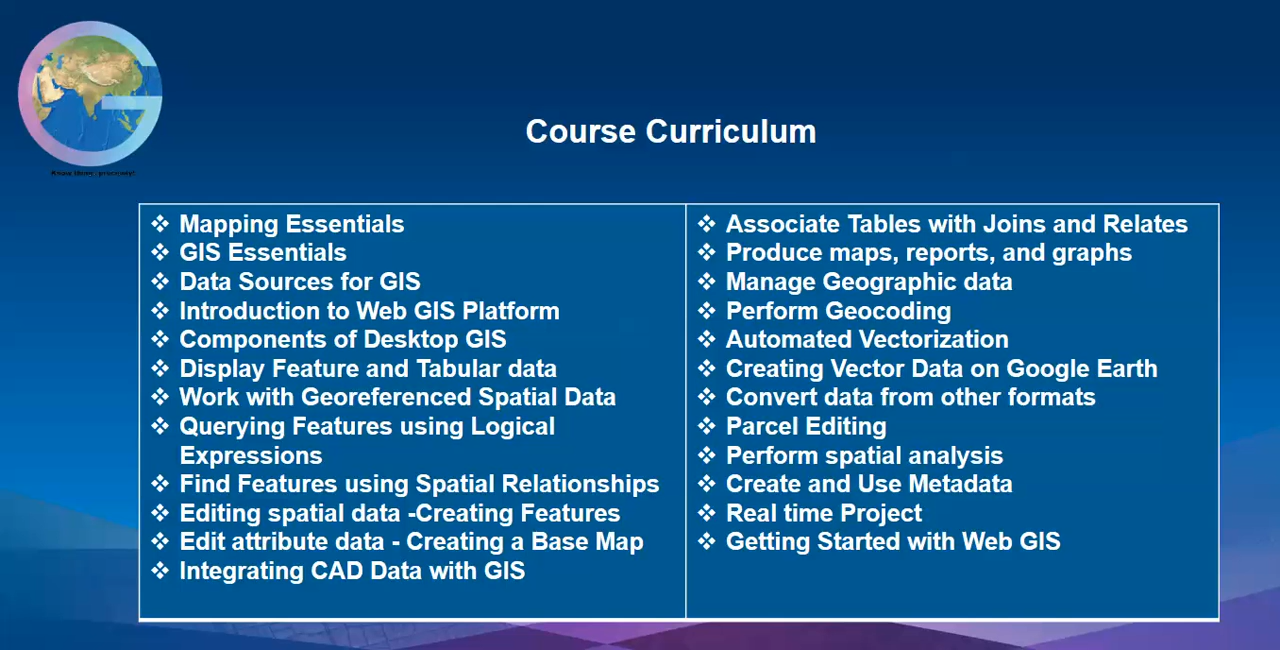 Course Curriculum
❖ Mapping Essentials
❖ GIS Essentials
❖ Data Sources for GIS
❖ Introduction to Web GIS Platform
❖ Components of Desktop GIS
❖ Display Feature and Tabular data
❖ Work with Georeferenced Spatial Data
❖ Querying Features using Logical
Expressions
❖ Find Features using Spatial Relationships
❖ Editing spatial data -Creating Features
❖ Edit attribute data - Creating a Base Map
❖ Integrating CAD Data with GIS
❖ Associate Tables with Joins and Relates
❖ Produce maps, reports, and graphs
❖ Manage Geographic data
❖ Perform Geocoding
❖ Automated Vectorization
❖ Creating Vector Data on Google Earth
❖ Convert data from other formats
❖ Parcel Editing
❖ Perform spatial analysis
❖ Create and Use Metadata
❖ Real time Project
❖ Getting Started with Web GIS